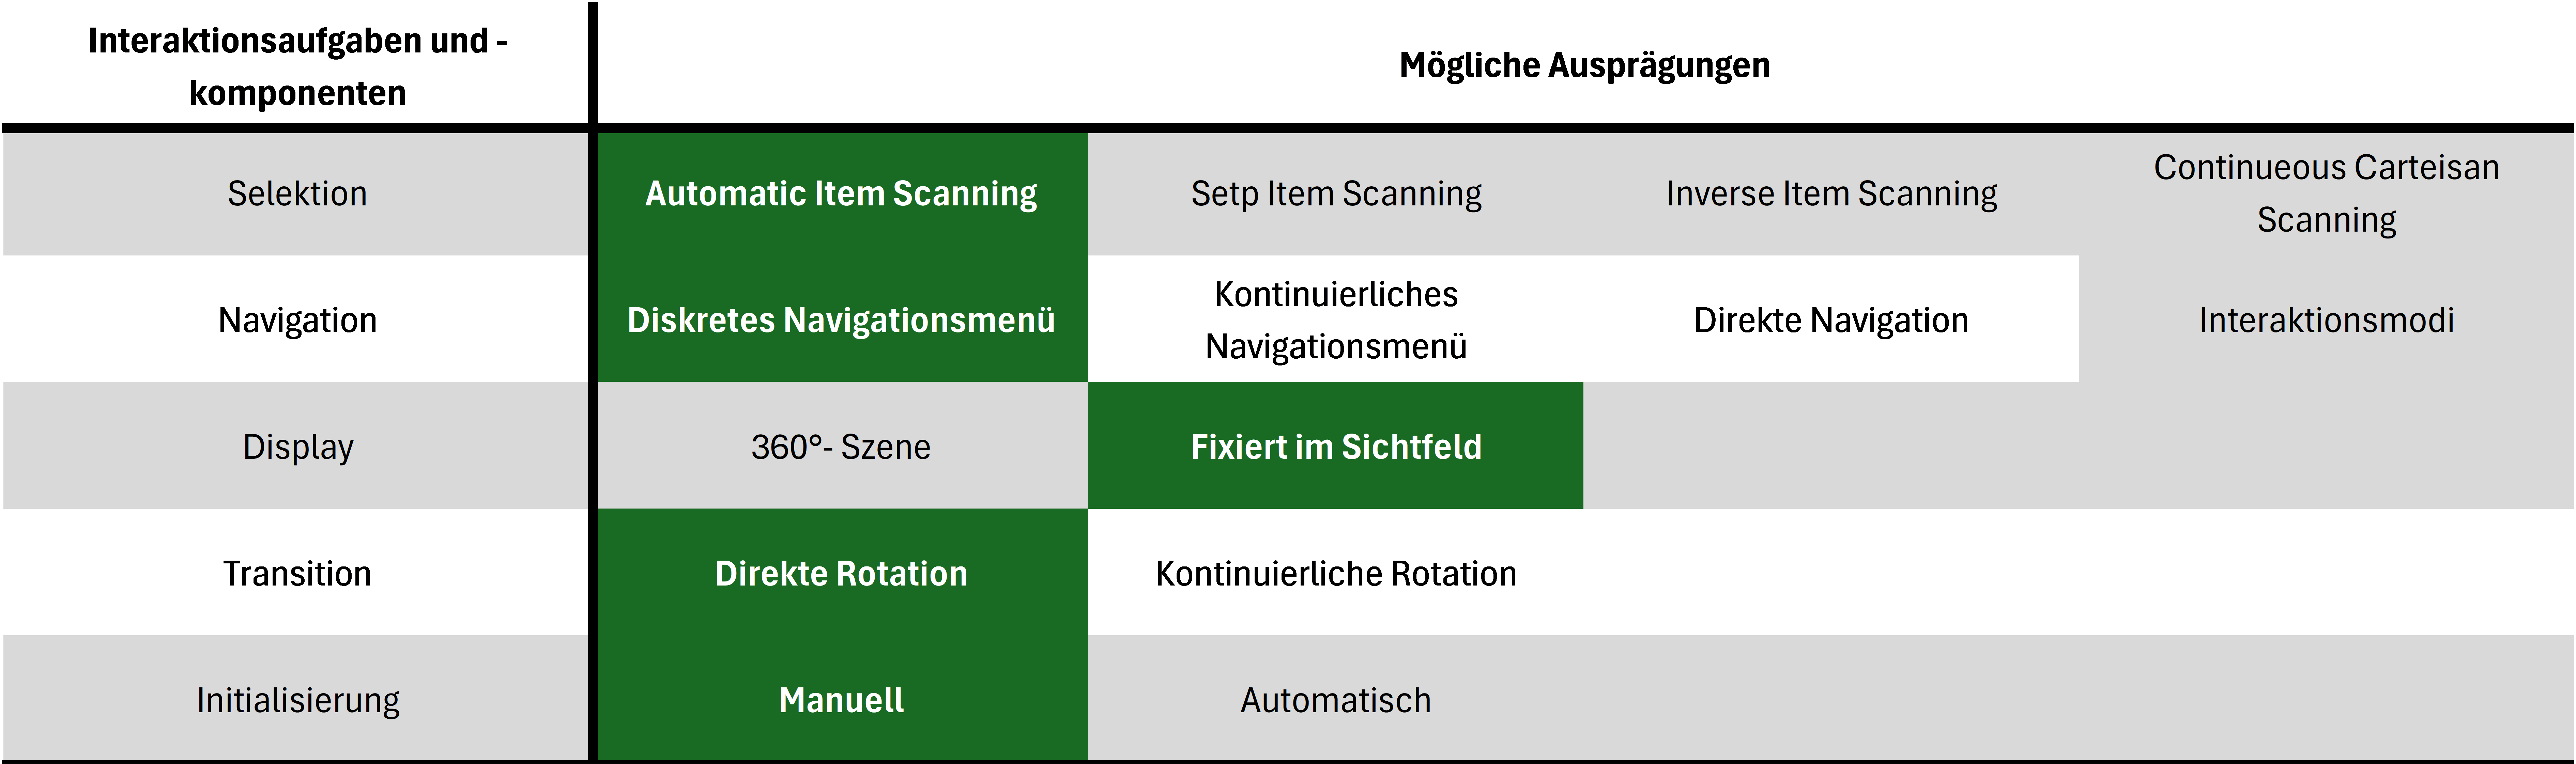 Interaktionsaufgaben und -
komponenten
Mögliche Ausprägungen
Selektion
Automatic Item Scanning
Setp Item Scanning
Inverse Item Scanning
Continueous Carteisan
Scanning
Navigation
Diskretes Navigationsmenü
Kontinuierliches
Navigationsmenü
Direkte Navigation
Interaktionsmodi
Display
360°- Szene
Fixiert im Sichtfeld
Transition
Direkte Rotation
Kontinuierliche Rotation
Initialisierung
Manuell
Automatisch